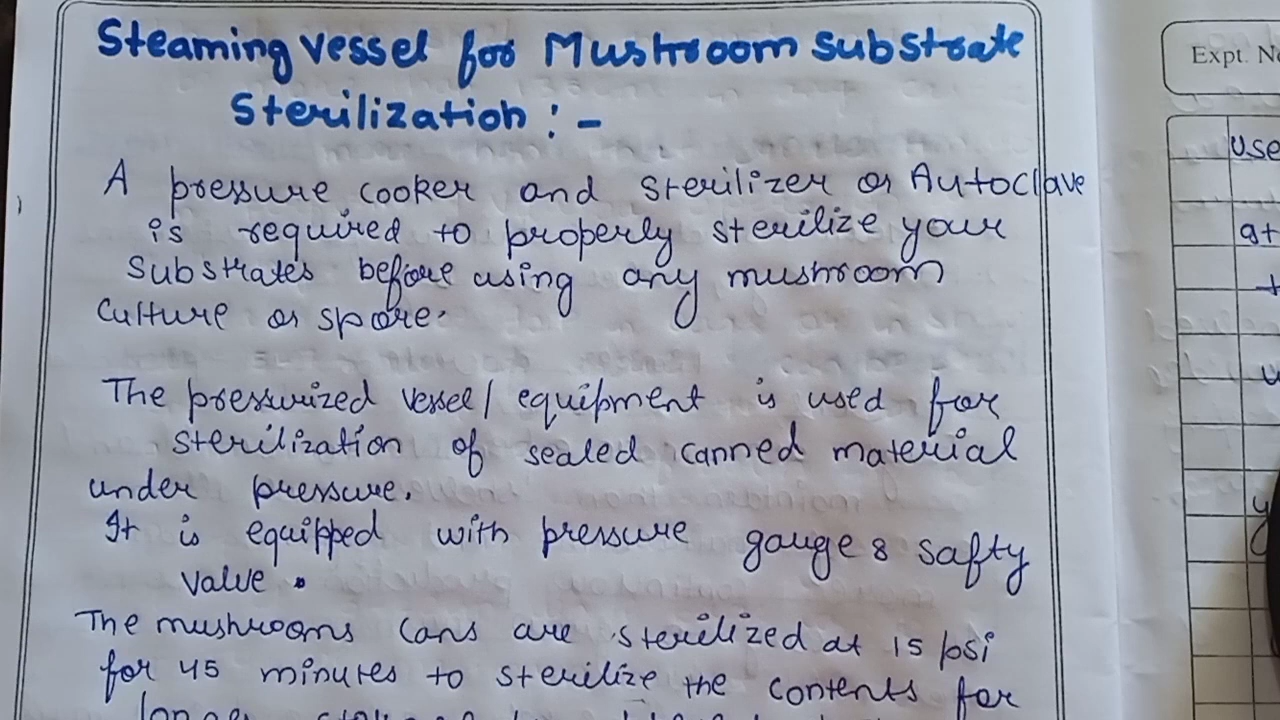 Steaming vessel for Mushroom substrate
Sterilization :-
A pressure cooker and sterilizer or Autoclave
is required to properly sterilize your
Substrates before using any mushroom
Culture or spore.
The pressurized vessel/equipment is used for
sterilization of sealed canned material
under pressure.
It is equipped with pressure gauge & safty
valve.
The mushrooms cans are sterilized at 15 psi
for 45 minutes to sterilize the contents for
longer
Expt. No
use